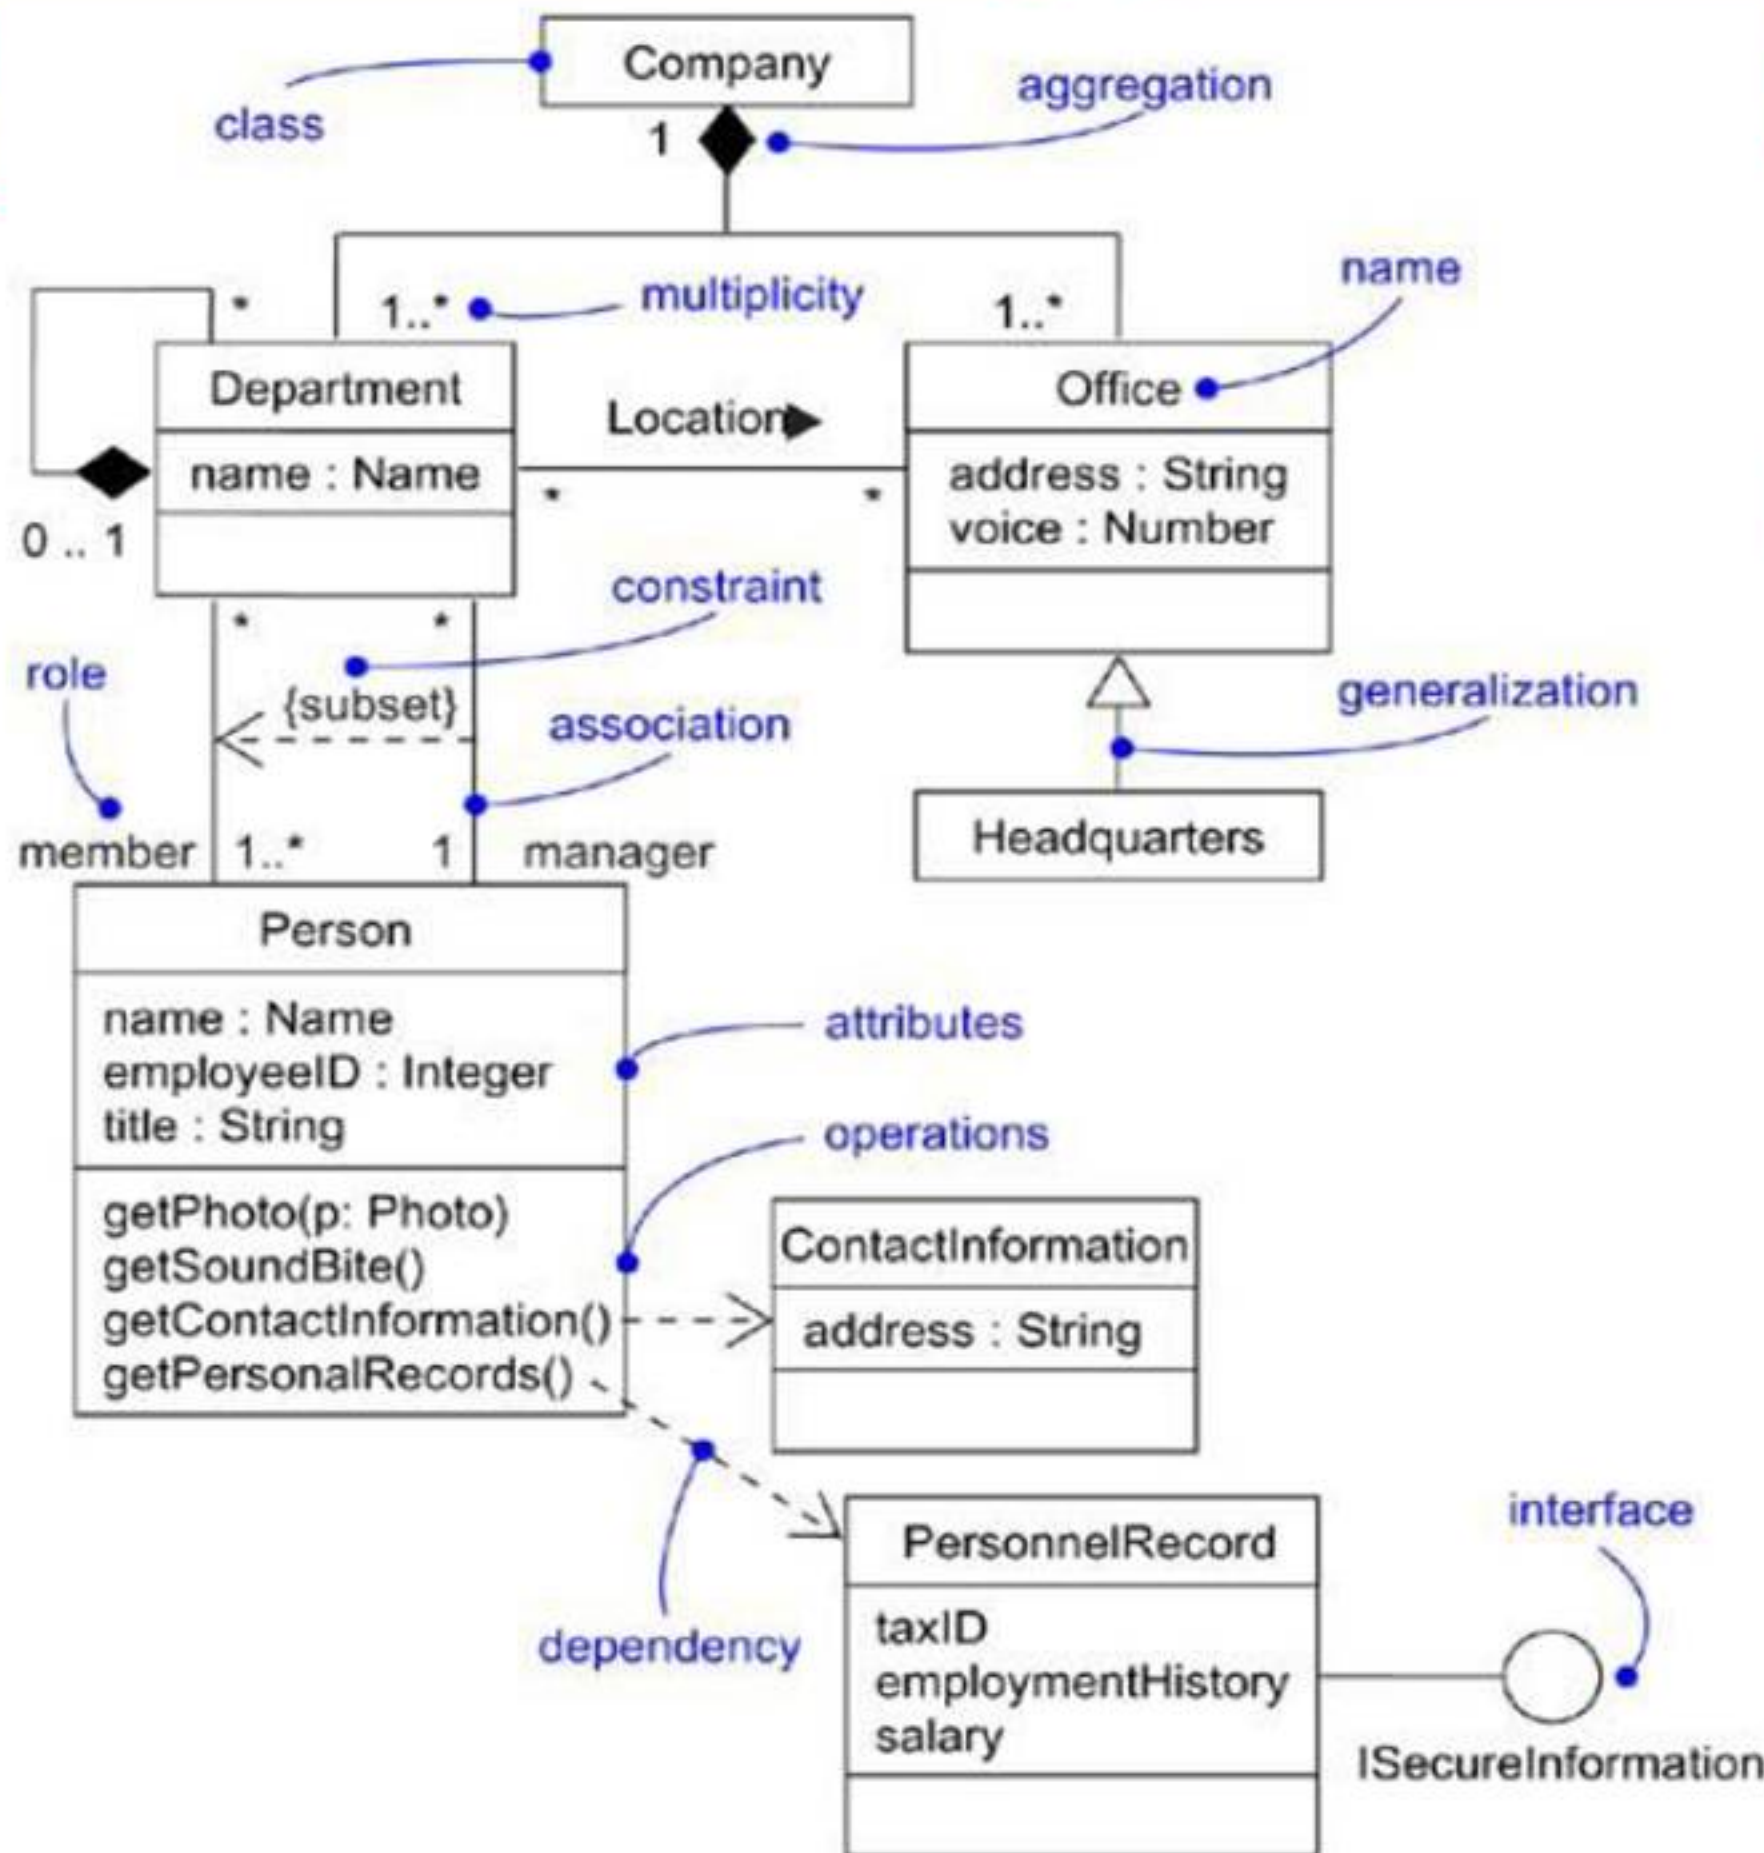 Company
class
aggregation
1
name
* 1..* multiplicity 1..*
Department
Office
Location
name : Name
address : String
voice : Number
* *
0 .. 1
constraint
* *
role
{subset}
generalization
association
member 1..* 1 manager
Headquarters
Person
name : Name
employeeID : Integer
title : String
attributes
operations
getPhoto(p: Photo)
getSoundBite()
getContactInformation()
getPersonalRecords()
ContactInformation
address : String
dependency
PersonnelRecord
taxID
employmentHistory
salary
interface
ISecureInformation